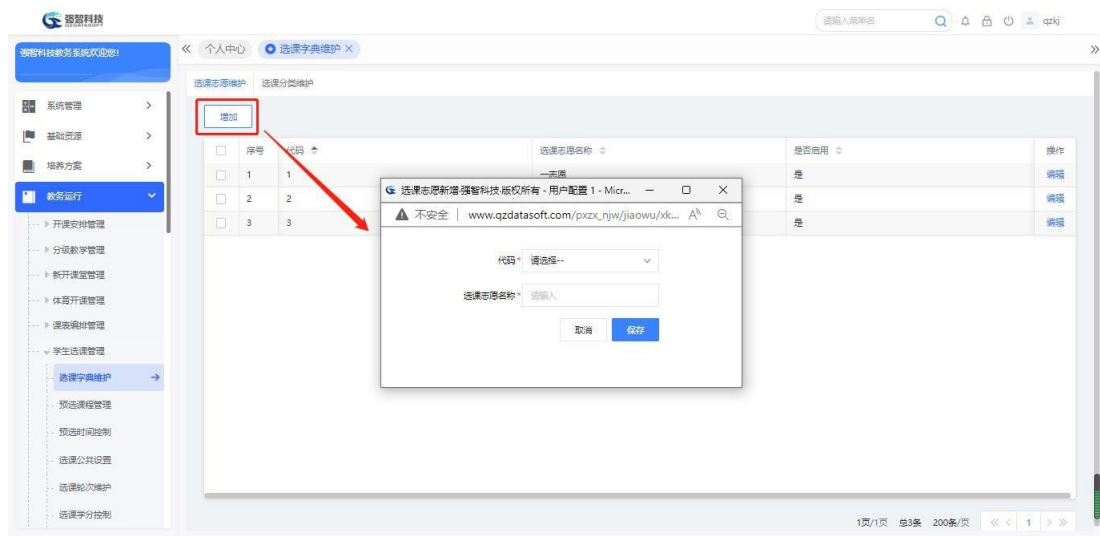 强智科技
QZDATASOFT
请输入菜单名
qzkj
强智科技教务系统欢迎您!
个人中心
选课字典维护
选课志愿维护 选课分类维护
系统管理
基础资源
培养方案
教务运行
开课安排管理
分级教学管理
新开课堂管理
体育开课管理
课表编排管理
学生选课管理
选课字典维护
预选课程管理
预选时间控制
选课公共设置
选课轮次维护
选课学分控制
增加
序号 代码 选课志愿名称 是否启用 操作
1 1 一志愿 是 编辑
2 2 是 编辑
3 3 是 编辑
选课志愿新增-强智科技-版权所有 - 用户配置 1 - Micr...
不安全 www.qzdatasoft.com/pxzx_njw/jiaowu/xk...
代码* 请选择--
选课志愿名称* 请输入
取消 保存
1页/1页 总3条 200条/页 1